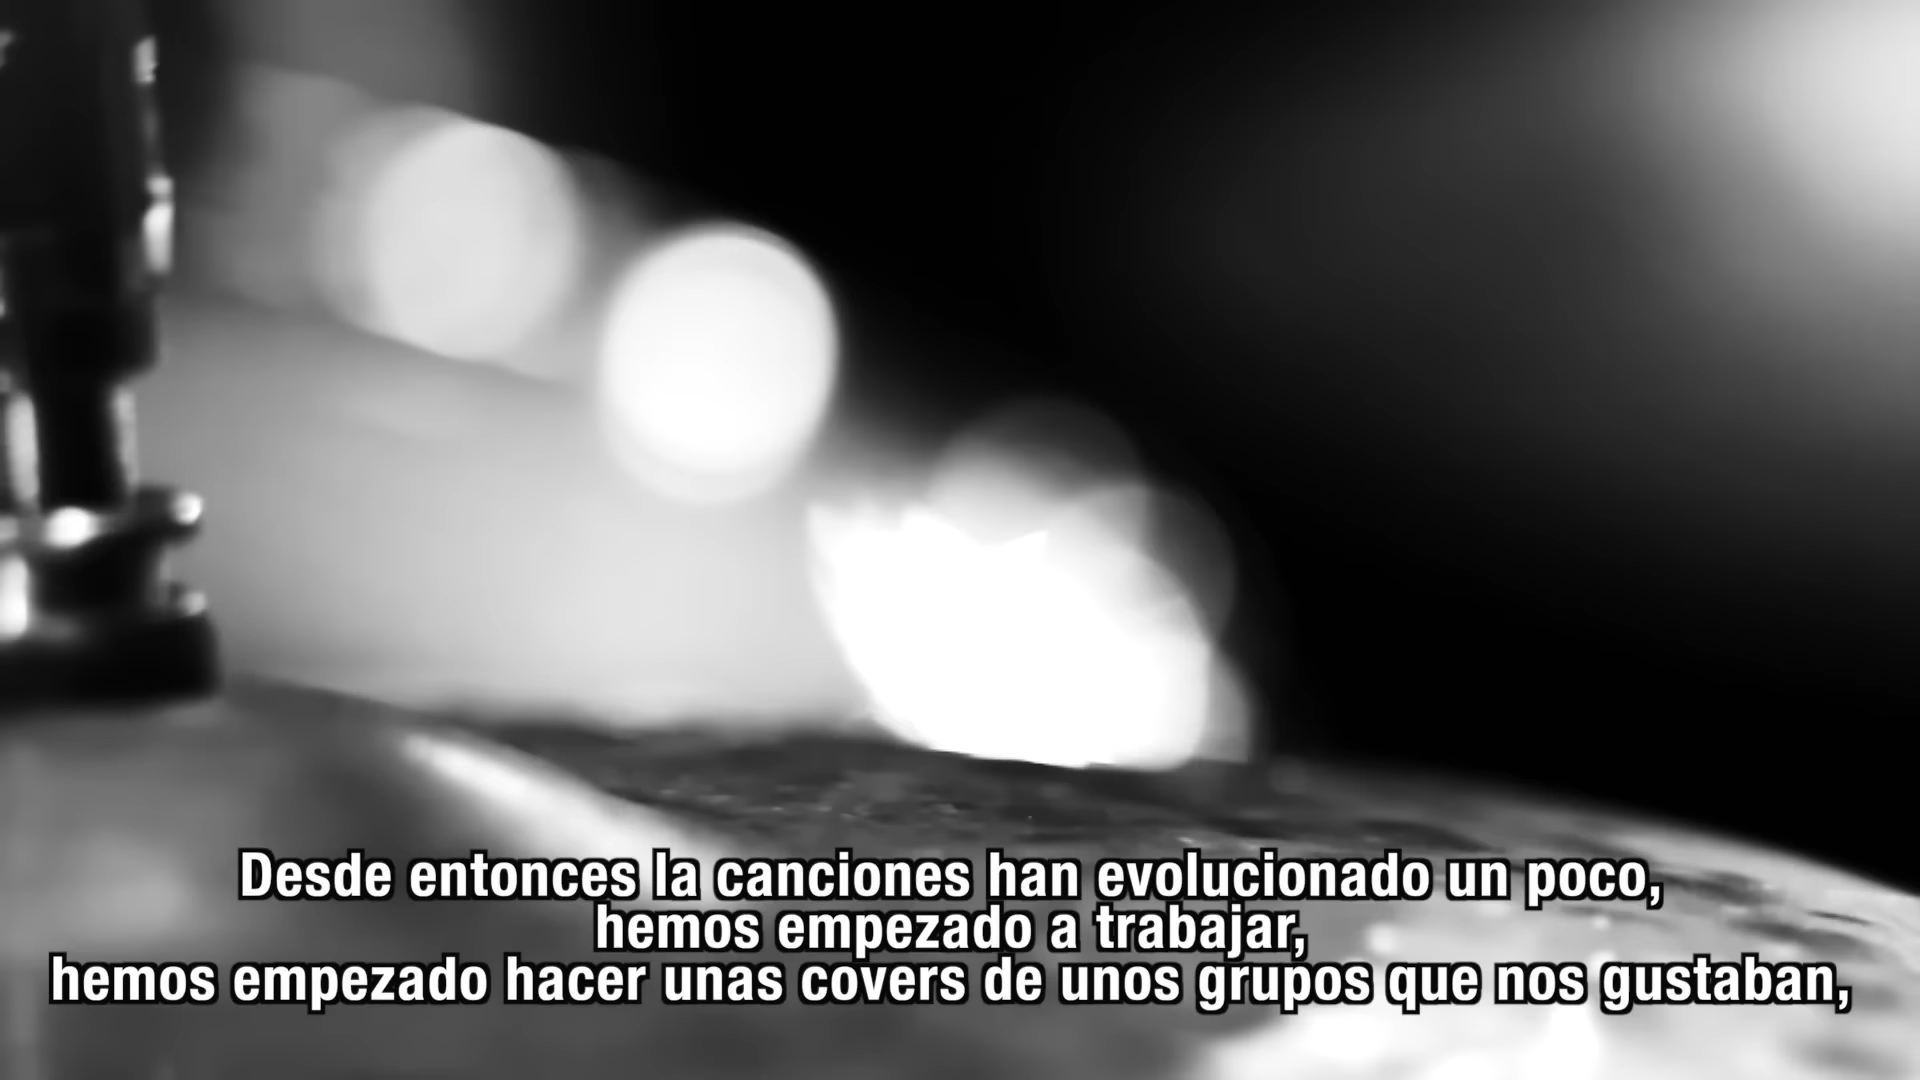 Desde entonces la canciones han evolucionado un poco,
hemos empezado a trabajar,
hemos empezado hacer unas covers de unos grupos que nos gustaban,